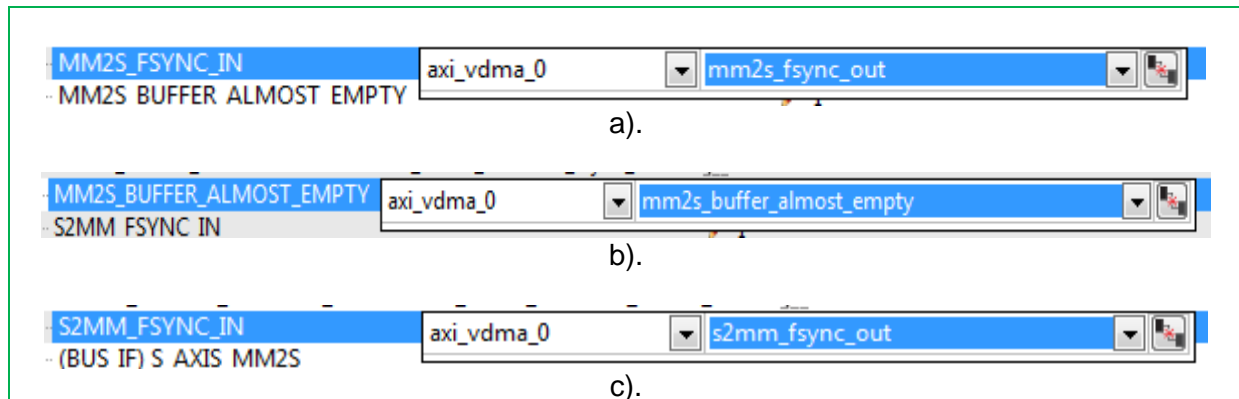 MM2S_FSYNC_IN axi_vdma_0 mm2s_fsync_out
MM2S BUFFER ALMOST EMPTY
a).
MM2S_BUFFER_ALMOST_EMPTY axi_vdma_0 mm2s_buffer_almost_empty
S2MM FSYNC IN
b).
S2MM_FSYNC_IN axi_vdma_0 s2mm_fsync_out
(BUS IF) S AXIS MM2S
c).